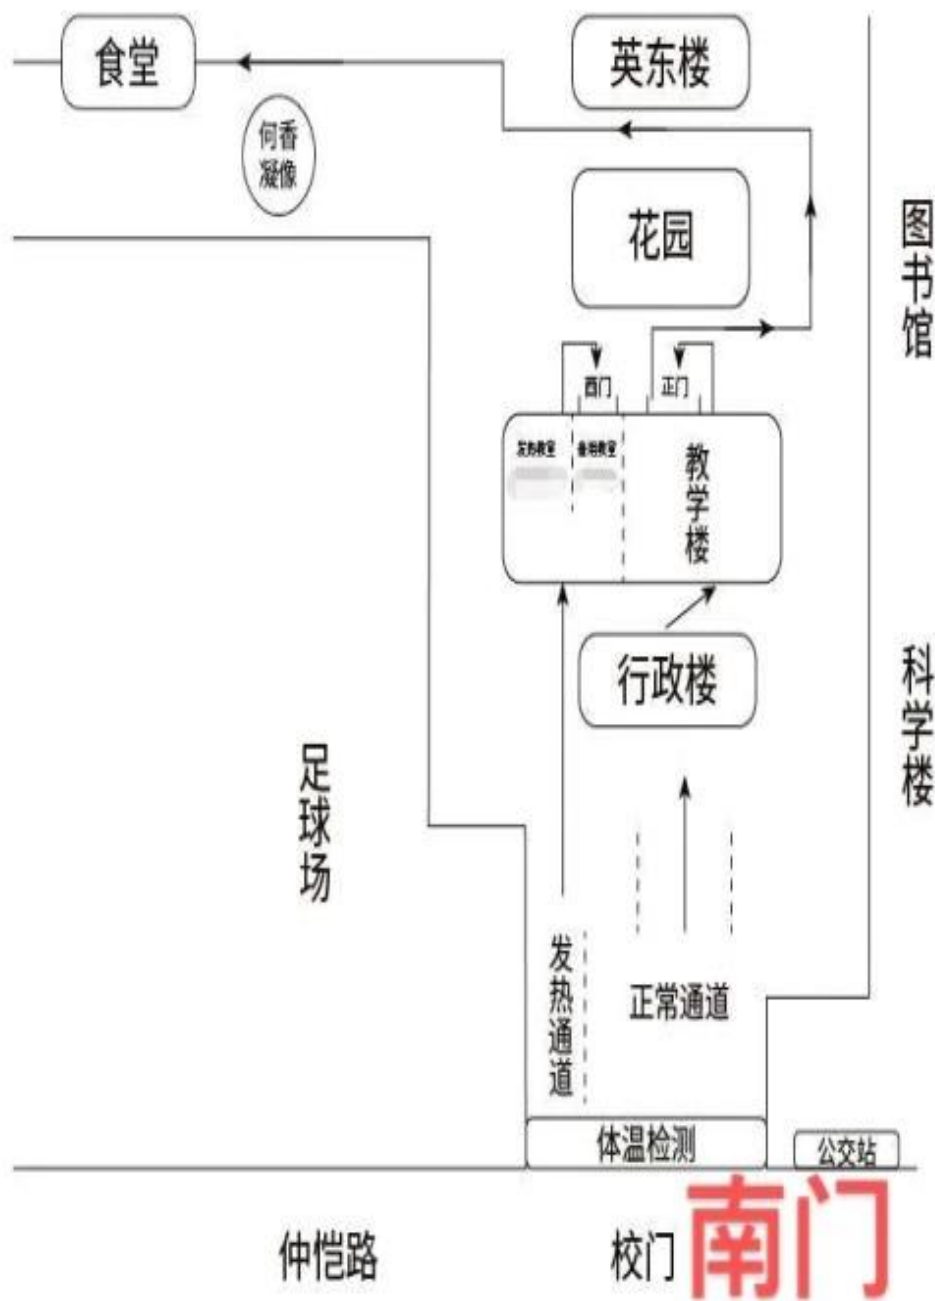 食堂
英东楼
何香
凝像
花园
图书馆
西门
正门
发热教室
备用教室
教学楼
行政楼
科学楼
足球场
发热通道
正常通道
体温检测
公交站
仲恺路
校门
南门